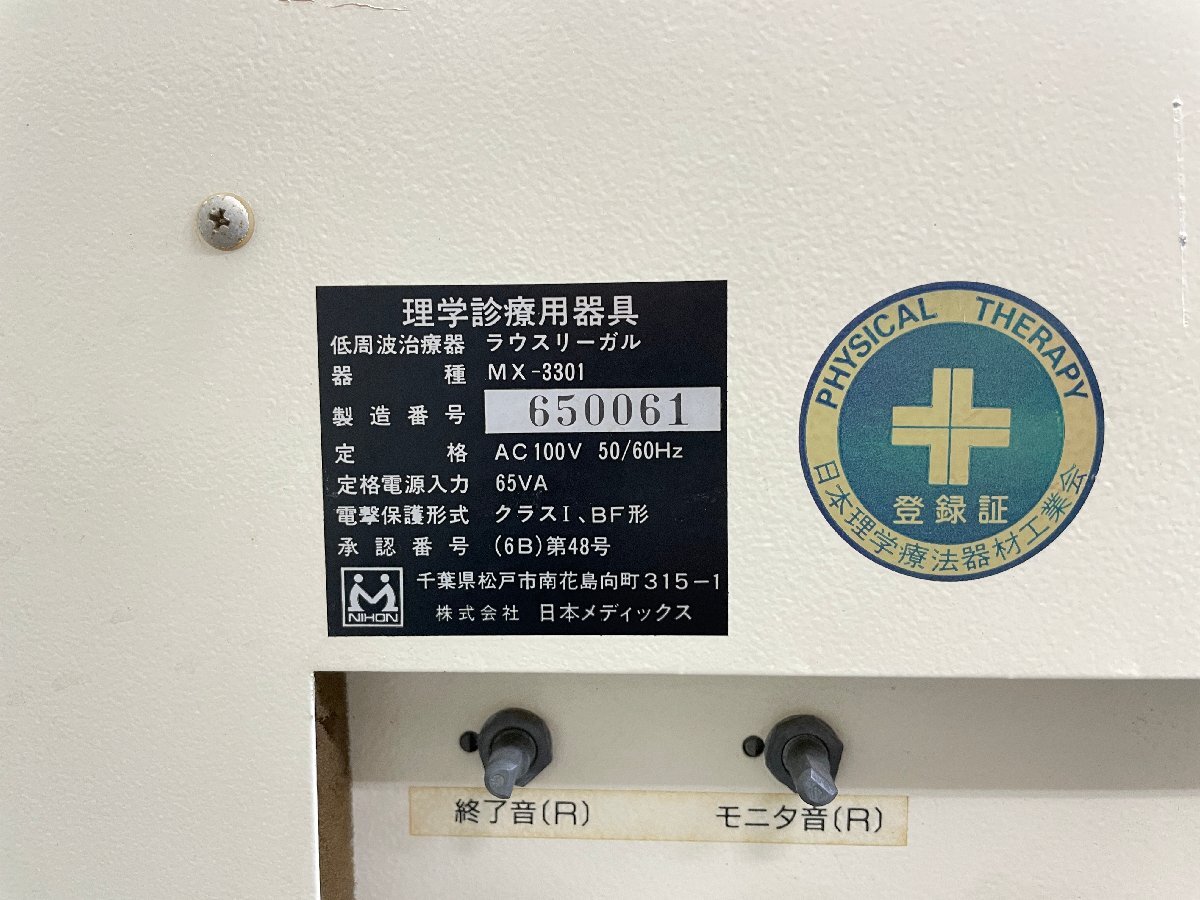 理学診療用器具
低周波治療器 ラウスリーガル
器種 MX-3301
製造番号 650061
定格 AC100V 50/60Hz
定格電源入力 65VA
電撃保護形式 クラスI、BF形
承認番号 (6B)第48号
千葉県松戸市南花島向町315-1
NIHON 株式会社 日本メディックス
PHYSICAL THERAPY
登録証
日本理学療法器材工業会
終了音(R) モニタ音(R)